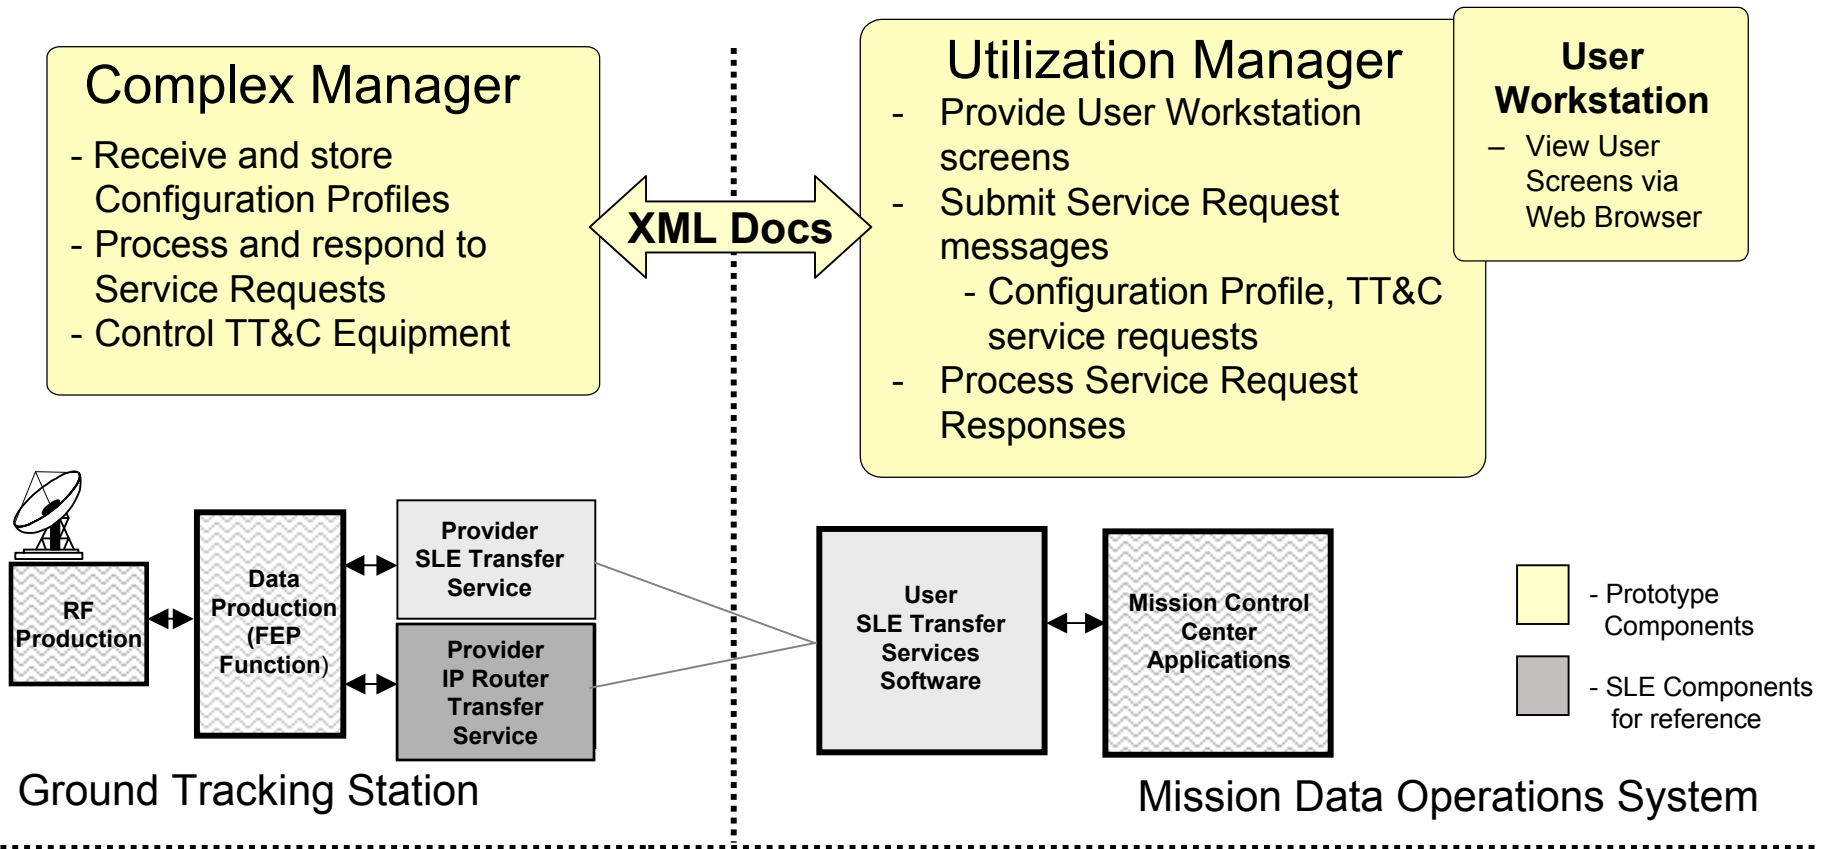 Complex Manager
- Receive and store
Configuration Profiles
- Process and respond to
Service Requests
- Control TT&C Equipment
XML Docs
Utilization Manager
- Provide User Workstation
screens
- Submit Service Request
messages
- Configuration Profile, TT&C
service requests
- Process Service Request
Responses
User
Workstation
– View User
Screens via
Web Browser
RF
Production
Data
Production
(FEP
Function)
Provider
SLE Transfer
Service
Provider
IP Router
Transfer
Service
User
SLE Transfer
Services
Software
Mission Control
Center
Applications
- Prototype
Components
- SLE Components
for reference
Ground Tracking Station
Mission Data Operations System